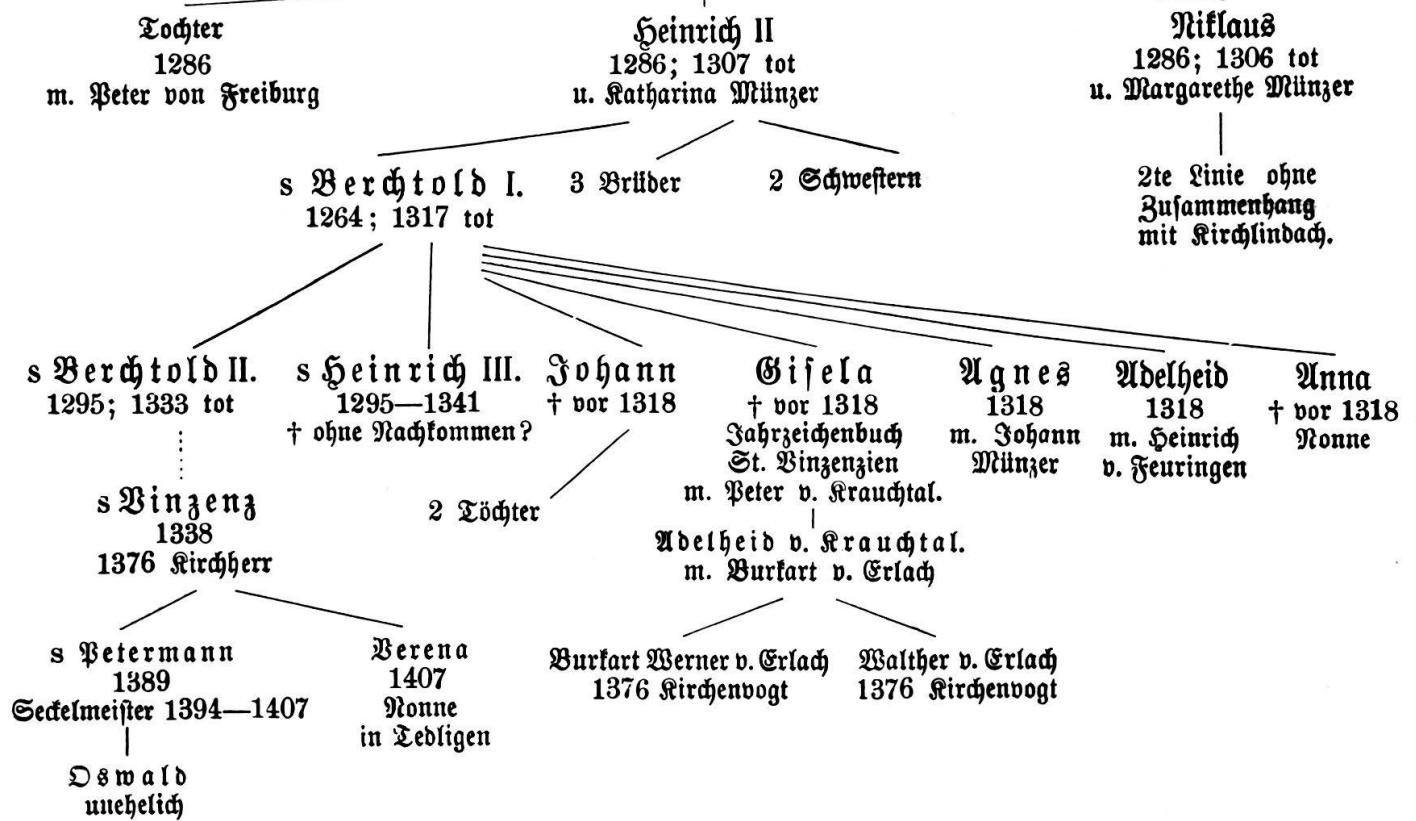 Tochter
1286
m. Peter von Freiburg
Heinrich II
1286; 1307 tot
u. Katharina Münzer
Niklaus
1286; 1306 tot
u. Margarethe Münzer
s Berchtold I.
1264; 1317 tot
3 Brüder
2 Schwestern
2te Linie ohne
Zusammenhang
mit Kirchlindach.
s Berchtold II.
1295; 1333 tot
s Heinrich III.
1295—1341
† ohne Nachkommen?
Johann
† vor 1318
Gisela
† vor 1318
Jahrzeichenbuch
St. Vinzenzien
m. Peter v. Krauchtal.
Agnes
1318
m. Johann
Münzer
Adelheid
1318
m. Heinrich
v. Feuringen
Anna
† vor 1318
Nonne
s Vinzenz
1338
1376 Kirchherr
2 Töchter
Adelheid v. Krauchtal.
m. Burkart v. Erlach
s Petermann
1389
Seckelmeister 1394—1407
Verena
1407
Nonne
in Tedligen
Burkart Werner v. Erlach
1376 Kirchenvogt
Walther v. Erlach
1376 Kirchenvogt
Oswald
unehelich